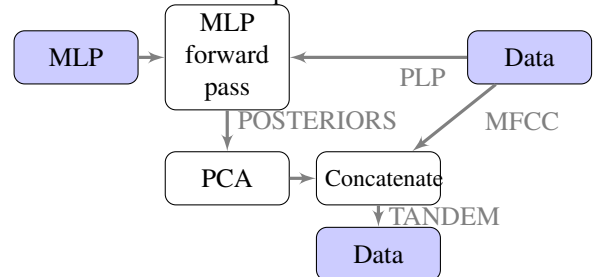 MLP
MLP
forward
pass
Data
PLP
POSTERIORS
MFCC
PCA
Concatenate
TANDEM
Data